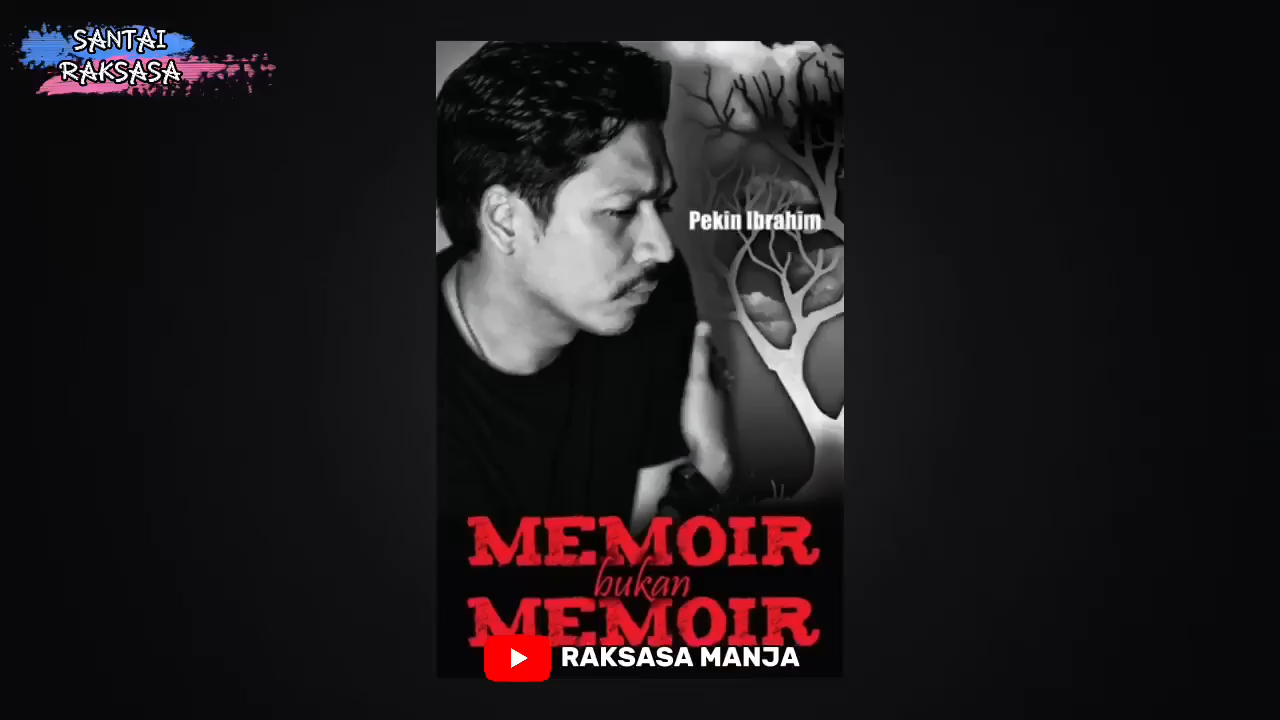 SANTAI
RAKSASA
Pekin Ibrahim
MEMOIR
bukan
MEMOIR
RAKSASA MANJA